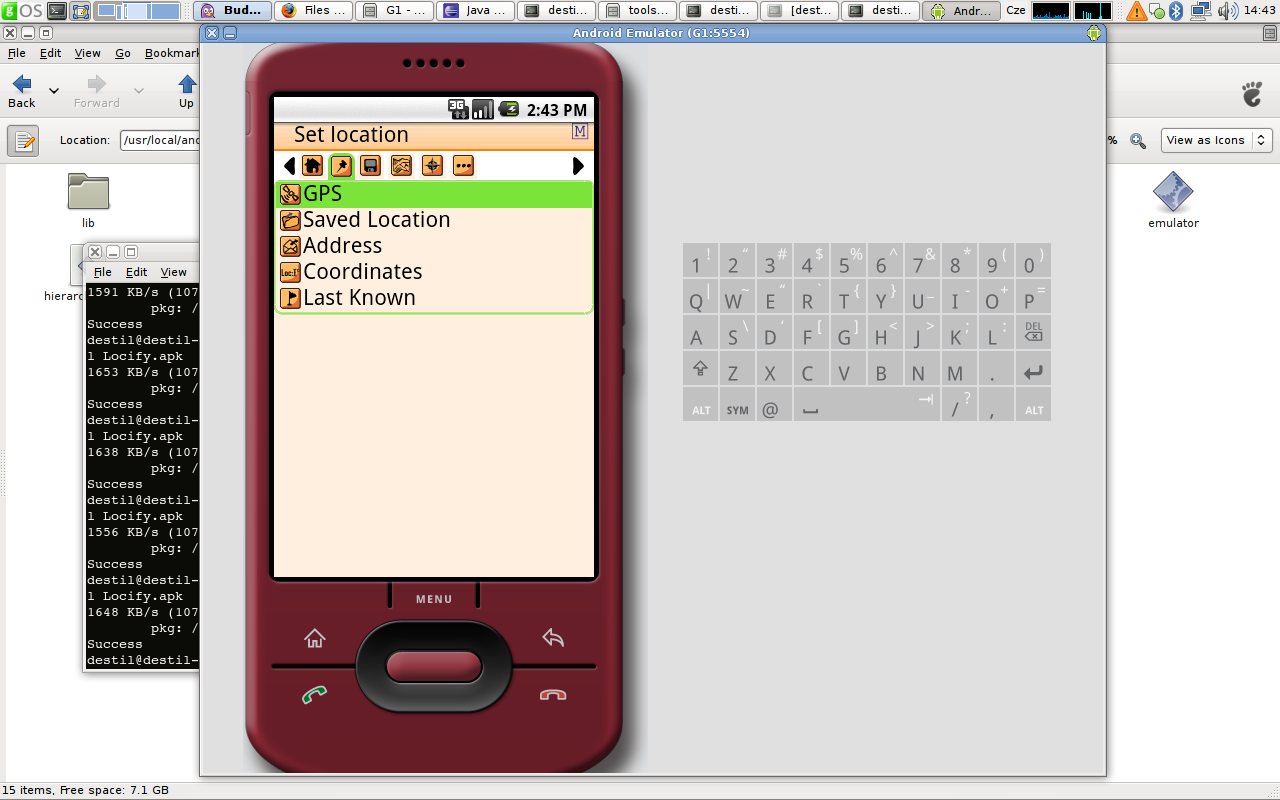 OS
Bud...
Files ...
G1 - ...
Java ...
desti...
tools...
desti...
[dest...
desti...
Andr...
Cze
14:43
File Edit View Go Bookmark
Back
Forward
Up
Location:
/usr/local/and
%
View as Icons
lib
hierarc
emulator
File Edit View
1591 KB/s (107
pkg: /
Success
destil@destil-
l Locify.apk
1653 KB/s (107
pkg: /
Success
destil@destil-
l Locify.apk
1638 KB/s (107
pkg: /
Success
destil@destil-
l Locify.apk
1556 KB/s (107
pkg: /
Success
destil@destil-
l Locify.apk
1648 KB/s (107
pkg: /
Success
destil@destil-
Android Emulator (G1:5554)
3G
2:43 PM
Set location
M
GPS
Saved Location
Address
Coordinates
Last Known
MENU
1 ! 2 “ 3 # 4 $ 5 % 6 ^ 7 & 8 * 9 ( 0 )
Q | W ~ E ” R ` T { Y } U _ I - O + P =
A S \ D ‘ F [ G ] H < J > K ; L : DEL
Z X C V B N M .
ALT SYM @ / ? , ALT
15 items, Free space: 7.1 GB